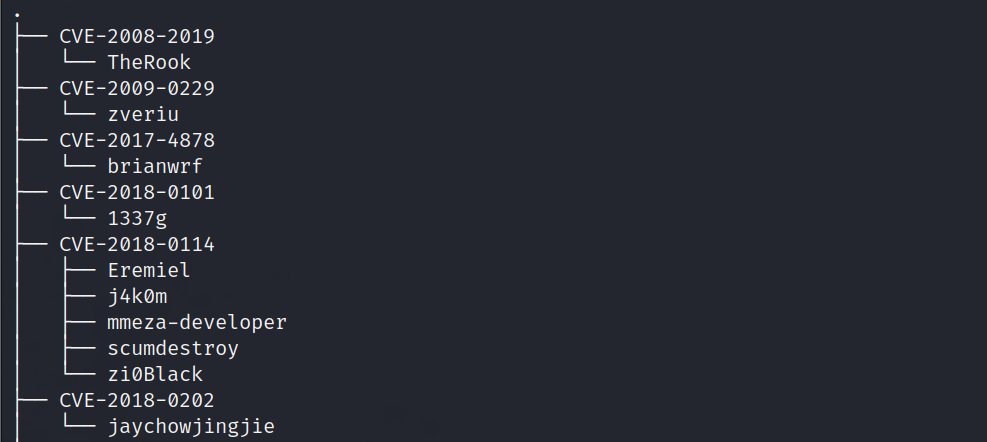 .
├── CVE-2008-2019
│   └── TheRook
├── CVE-2009-0229
│   └── zveriu
├── CVE-2017-4878
│   └── brianwrf
├── CVE-2018-0101
│   └── 1337g
├── CVE-2018-0114
│   ├── Eremiel
│   ├── j4k0m
│   ├── mmeza-developer
│   ├── scumdestroy
│   └── zi0Black
├── CVE-2018-0202
│   └── jaychowjingjie